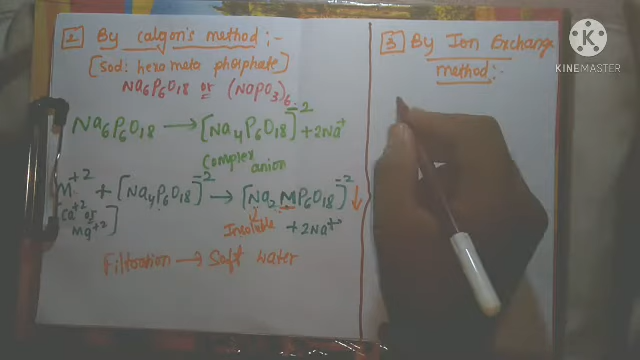 2 By Calgon's method :-
[sod: hexa meta phosphate]
Na6P6O18 or (NaPO3)6
Na6P6O18 → [Na4P6O18]-2 + 2Na+
Complex anion
M+2 + [Na4P6O18]-2 → [Na2MP6O18]-2 ↓
[Ca+2 or Mg+2]
Insoluble + 2Na+
Filtration → Soft water
3 By Ion Exchange
method :-
K
KINEMASTER